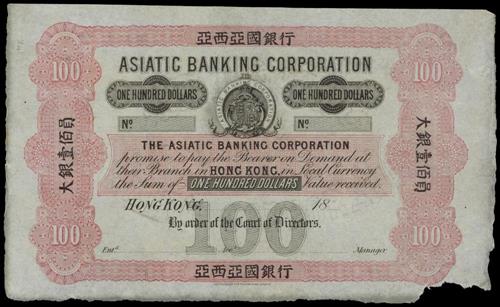 亞西亞國銀行
ASIATIC BANKING CORPORATION
100
100
ONE HUNDRED DOLLARS
ONE HUNDRED DOLLARS
ASIATIC BANKING CORPORATION
No.
No.
大銀壹佰員
大銀壹佰員
THE ASIATIC BANKING CORPORATION
promise to pay the Bearer on Demand at
their Branch in HONG KONG, in Local Currency
the Sum of ONE HUNDRED DOLLARS Value received.
HONG KONG, 18
100
By order of the Court of Directors.
100
100
Entd.
Manager
亞西亞國銀行